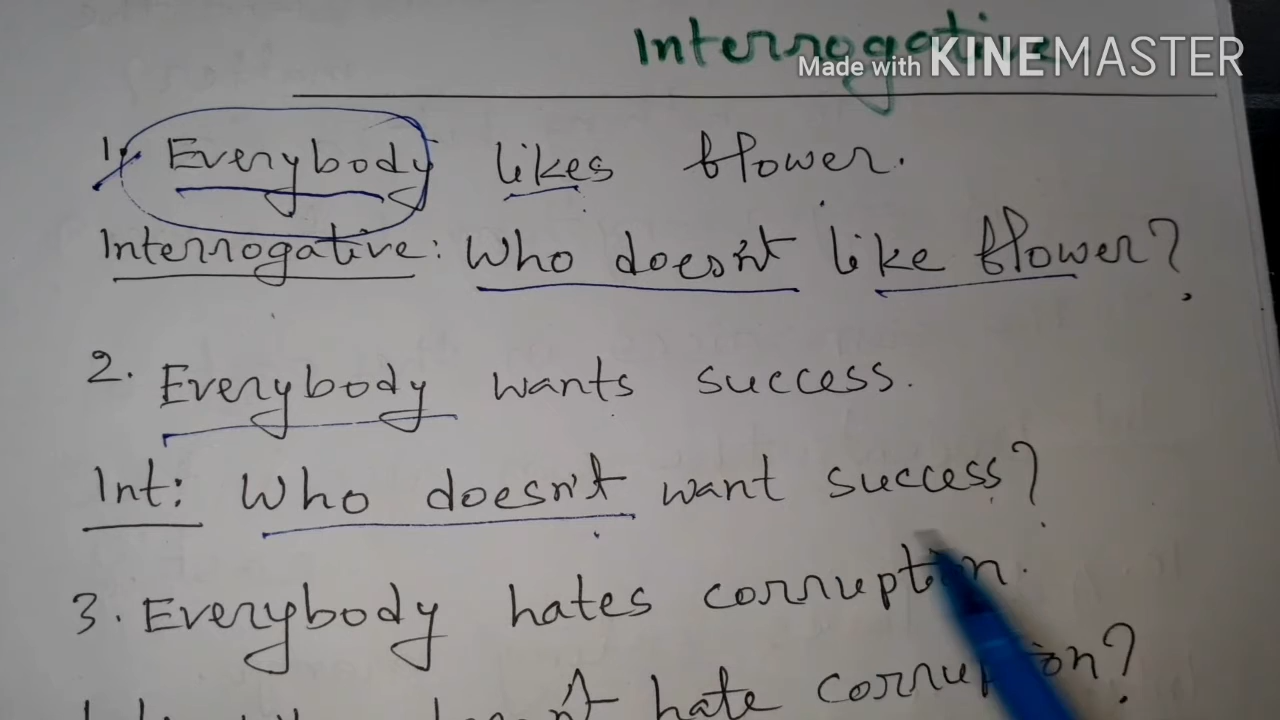 Interrogative
Made with KINEMASTER
1. Everybody likes flower.
Interrogative: Who doesn't like flower?
2. Everybody wants success.
Int: Who doesn't want success?
3. Everybody hates corruption.
hate corruption?